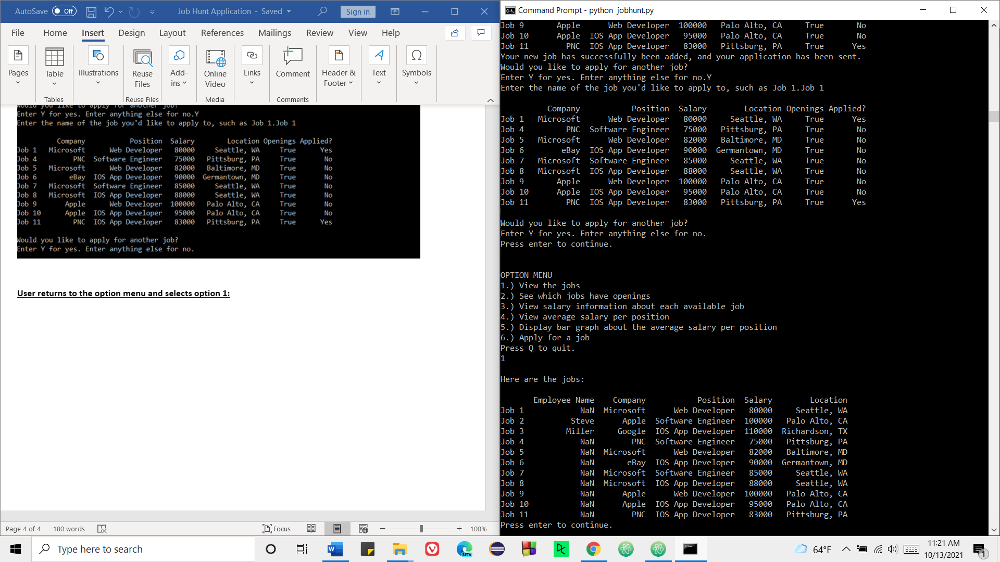 AutoSave Off Job Hunt Application - Saved Sign in
File Home Insert Design Layout References Mailings Review View Help
Pages
Table
Illustrations
Reuse Files
Add-ins
Online Video
Links
Comment
Header & Footer
Text
Symbols
Tables Reuse Files Media Comments
Would you like to apply for another job?
Enter Y for yes. Enter anything else for no.Y
Enter the name of the job you'd like to apply to, such as Job 1.Job 1
Company Position Salary Location Openings Applied?
Job 1 Microsoft Web Developer 80000 Seattle, WA True Yes
Job 4 PNC Software Engineer 75000 Pittsburg, PA True No
Job 5 Microsoft Web Developer 82000 Baltimore, MD True No
Job 6 eBay IOS App Developer 90000 Germantown, MD True No
Job 7 Microsoft Software Engineer 85000 Seattle, WA True No
Job 8 Microsoft IOS App Developer 88000 Seattle, WA True No
Job 9 Apple Web Developer 100000 Palo Alto, CA True No
Job 10 Apple IOS App Developer 95000 Palo Alto, CA True No
Job 11 PNC IOS App Developer 83000 Pittsburg, PA True Yes
Would you like to apply for another job?
Enter Y for yes. Enter anything else for no.
User returns to the option menu and selects option 1:
Page 4 of 4 180 words Focus 100%
Command Prompt - python jobhunt.py
Job 9 Apple Web Developer 100000 Palo Alto, CA True No
Job 10 Apple IOS App Developer 95000 Palo Alto, CA True No
Job 11 PNC IOS App Developer 83000 Pittsburg, PA True Yes
Your new job has successfully been added, and your application has been sent.
Would you like to apply for another job?
Enter Y for yes. Enter anything else for no.Y
Enter the name of the job you'd like to apply to, such as Job 1.Job 1
Company Position Salary Location Openings Applied?
Job 1 Microsoft Web Developer 80000 Seattle, WA True Yes
Job 4 PNC Software Engineer 75000 Pittsburg, PA True No
Job 5 Microsoft Web Developer 82000 Baltimore, MD True No
Job 6 eBay IOS App Developer 90000 Germantown, MD True No
Job 7 Microsoft Software Engineer 85000 Seattle, WA True No
Job 8 Microsoft IOS App Developer 88000 Seattle, WA True No
Job 9 Apple Web Developer 100000 Palo Alto, CA True No
Job 10 Apple IOS App Developer 95000 Palo Alto, CA True No
Job 11 PNC IOS App Developer 83000 Pittsburg, PA True Yes
Would you like to apply for another job?
Enter Y for yes. Enter anything else for no.
Press enter to continue.
OPTION MENU
1.) View the jobs
2.) See which jobs have openings
3.) View salary information about each available job
4.) View average salary per position
5.) Display bar graph about the average salary per position
6.) Apply for a job
Press Q to quit.
1
Here are the jobs:
Employee Name Company Position Salary Location
Job 1 NaN Microsoft Web Developer 80000 Seattle, WA
Job 2 Steve Apple Software Engineer 100000 Palo Alto, CA
Job 3 Miller Google IOS App Developer 110000 Richardson, TX
Job 4 NaN PNC Software Engineer 75000 Pittsburg, PA
Job 5 NaN Microsoft Web Developer 82000 Baltimore, MD
Job 6 NaN eBay IOS App Developer 90000 Germantown, MD
Job 7 NaN Microsoft Software Engineer 85000 Seattle, WA
Job 8 NaN Microsoft IOS App Developer 88000 Seattle, WA
Job 9 NaN Apple Web Developer 100000 Palo Alto, CA
Job 10 NaN Apple IOS App Developer 95000 Palo Alto, CA
Job 11 NaN PNC IOS App Developer 83000 Pittsburg, PA
Press enter to continue.
Type here to search
BETA
64°F
11:21 AM
10/13/2021
1